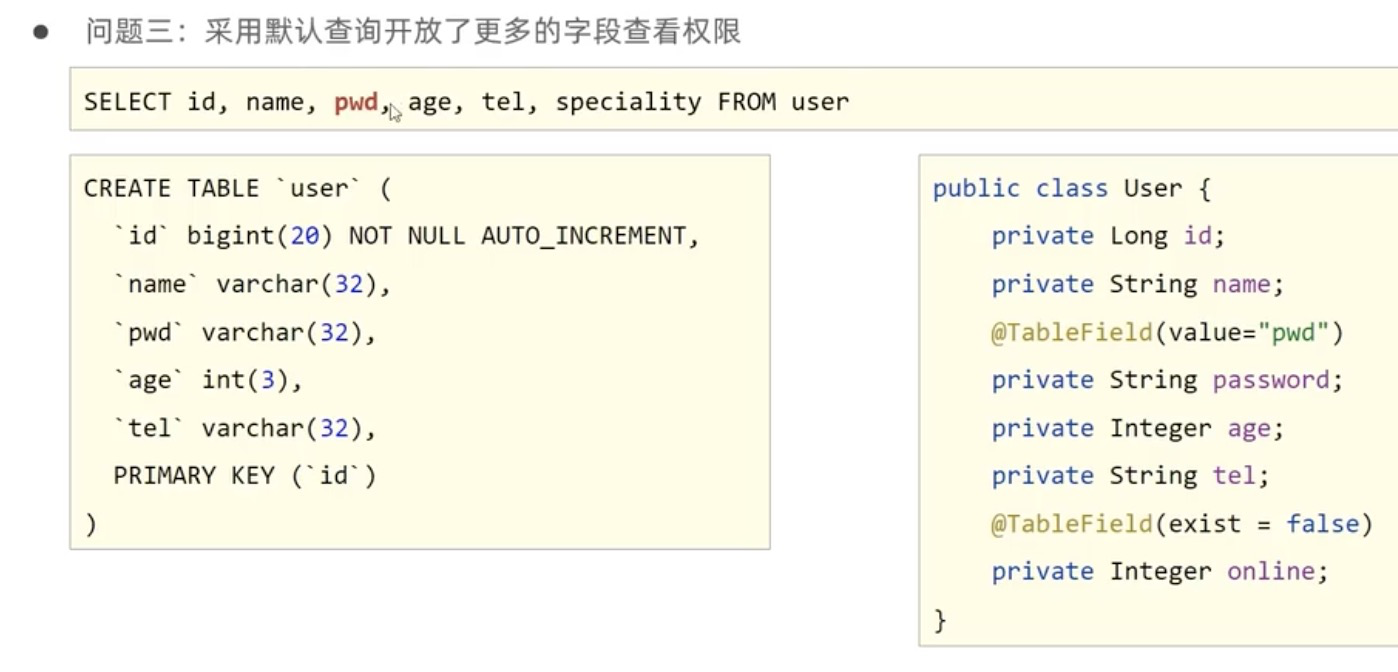 ● 问题三：采用默认查询开放了更多的字段查看权限
SELECT id, name, pwd, age, tel, speciality FROM user
CREATE TABLE `user` (
`id` bigint(20) NOT NULL AUTO_INCREMENT,
`name` varchar(32),
`pwd` varchar(32),
`age` int(3),
`tel` varchar(32),
PRIMARY KEY (`id`)
)
public class User {
private Long id;
private String name;
@TableField(value="pwd")
private String password;
private Integer age;
private String tel;
@TableField(exist = false)
private Integer online;
}